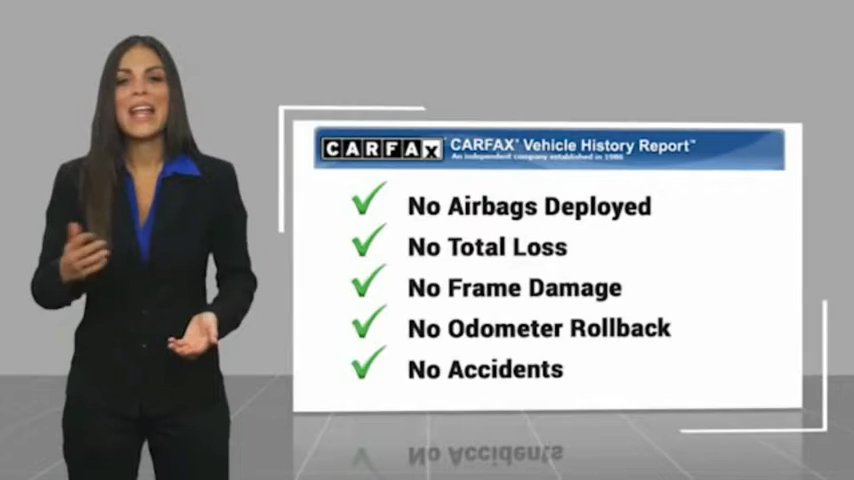 CARFAX CARFAX® Vehicle History Report™
An independent company established in 1986
No Airbags Deployed
No Total Loss
No Frame Damage
No Odometer Rollback
No Accidents
No Accidents